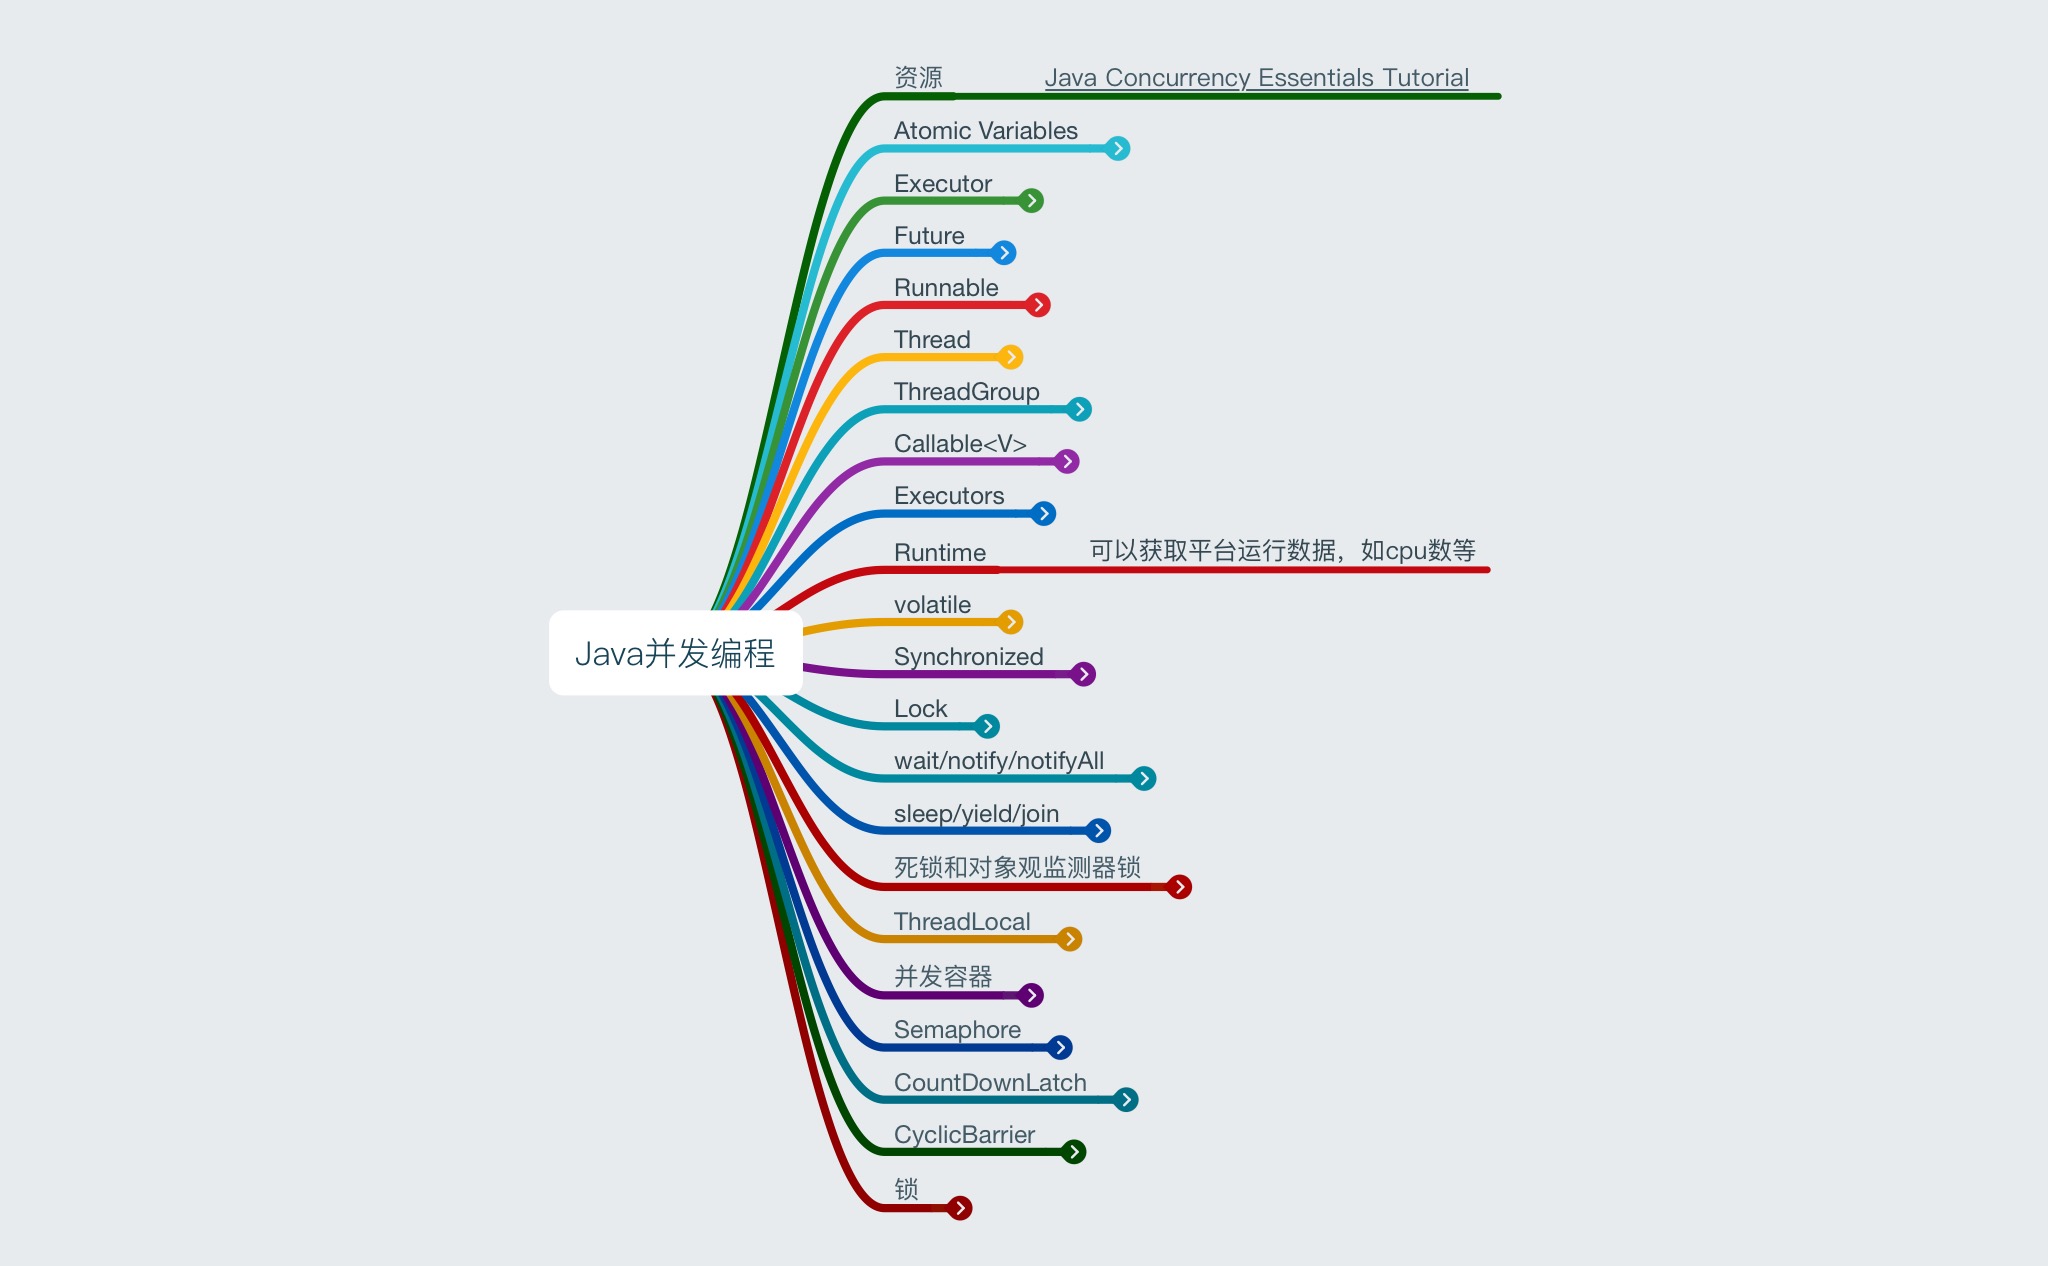 资源
Java Concurrency Essentials Tutorial
Atomic Variables
Executor
Future
Runnable
Thread
ThreadGroup
Callable<V>
Executors
Runtime
可以获取平台运行数据，如cpu数等
volatile
Java并发编程
Synchronized
Lock
wait/notify/notifyAll
sleep/yield/join
死锁和对象观监测器锁
ThreadLocal
并发容器
Semaphore
CountDownLatch
CyclicBarrier
锁